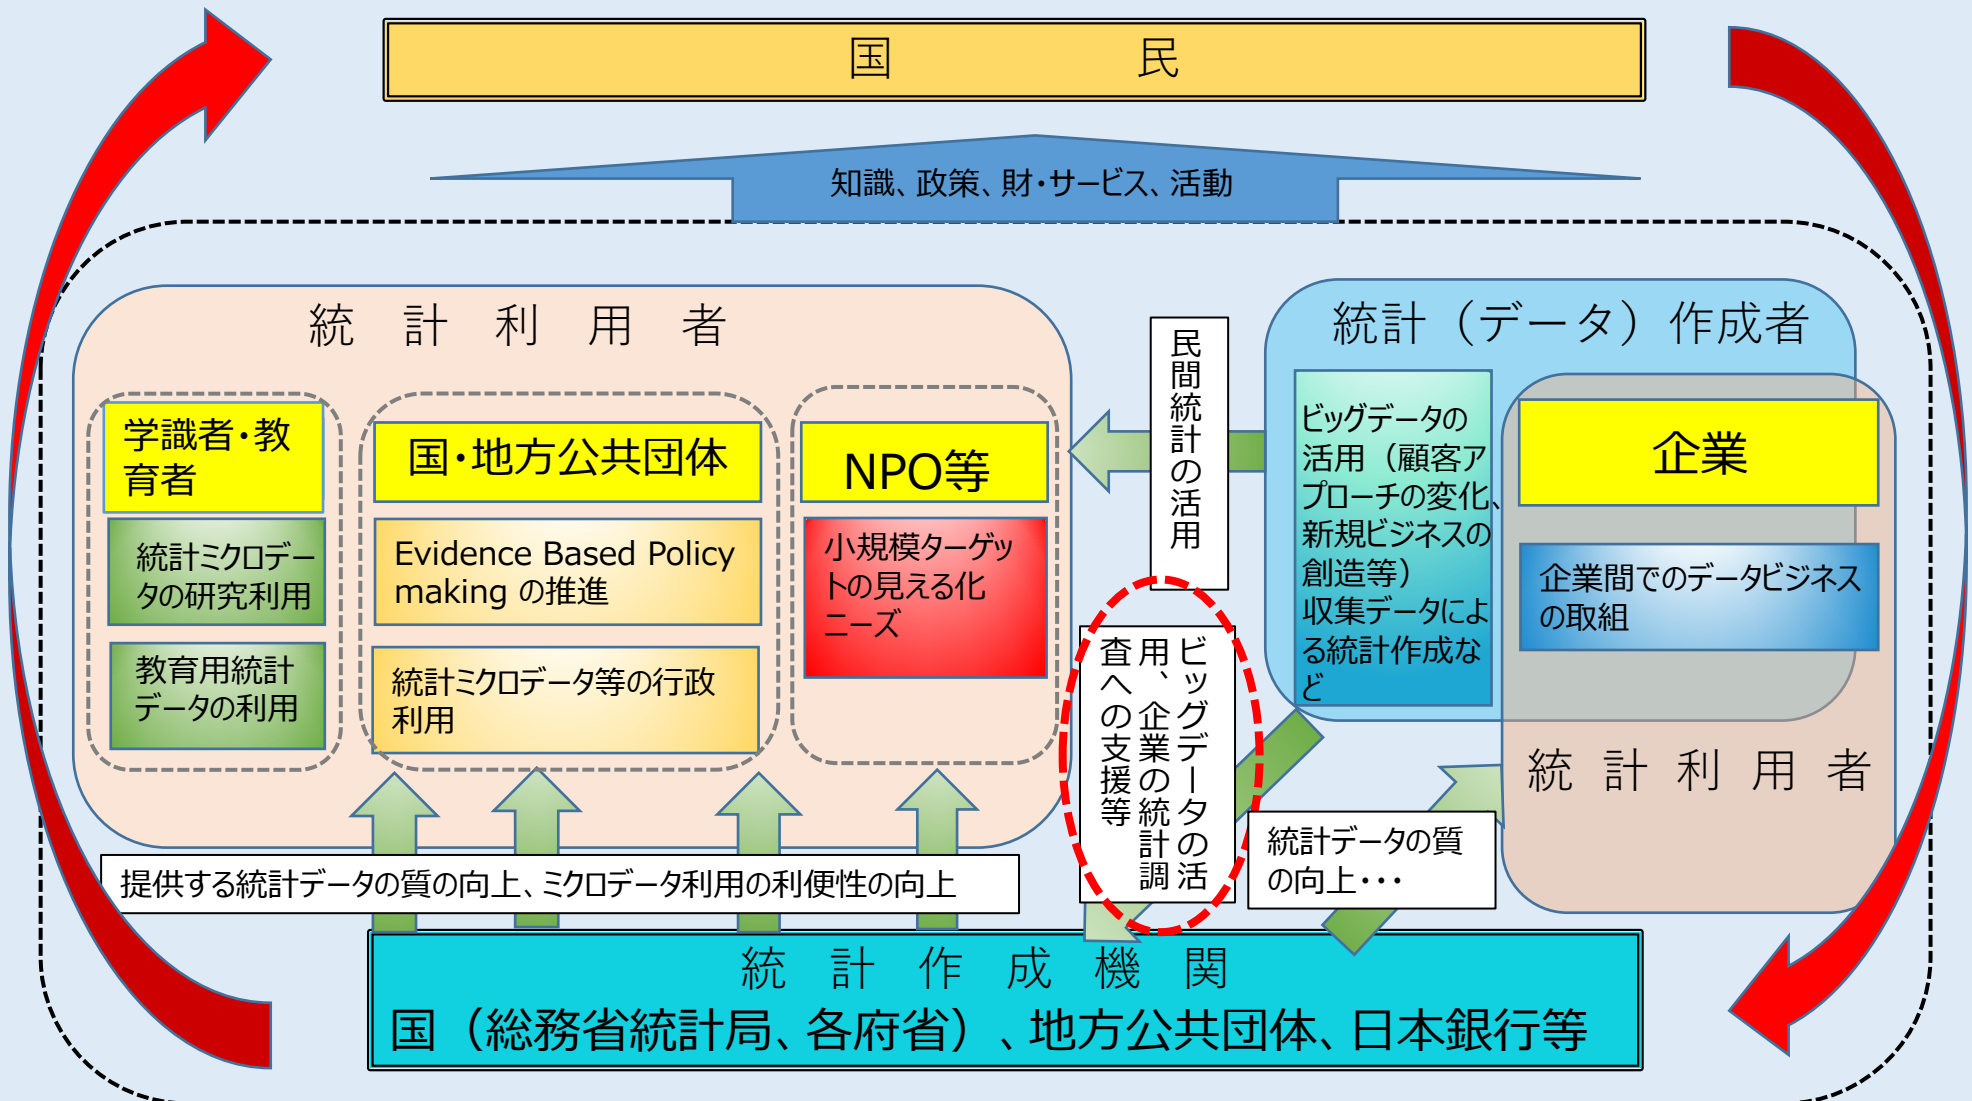 国　民
知識、政策、財・サービス、活動
統計利用者
学識者・教
育者
統計ミクロデー
タの研究利用
教育用統計
データの利用
国・地方公共団体
Evidence Based Policy
making の推進
統計ミクロデータ等の行政
利用
NPO等
小規模ターゲッ
トの見える化
ニーズ
民間統計の活用
統計（データ）作成者
ビッグデータの
活用（顧客ア
プローチの変化、
新規ビジネスの
創造等）
収集データによ
る統計作成な
ど
企業
企業間でのデータビジネス
の取組
統計利用者
ビッグデータの活
用、企業の統計調
査への支援等
統計データの質
の向上・・・
提供する統計データの質の向上、ミクロデータ利用の利便性の向上
統計作成機関
国（総務省統計局、各府省）、地方公共団体、日本銀行等